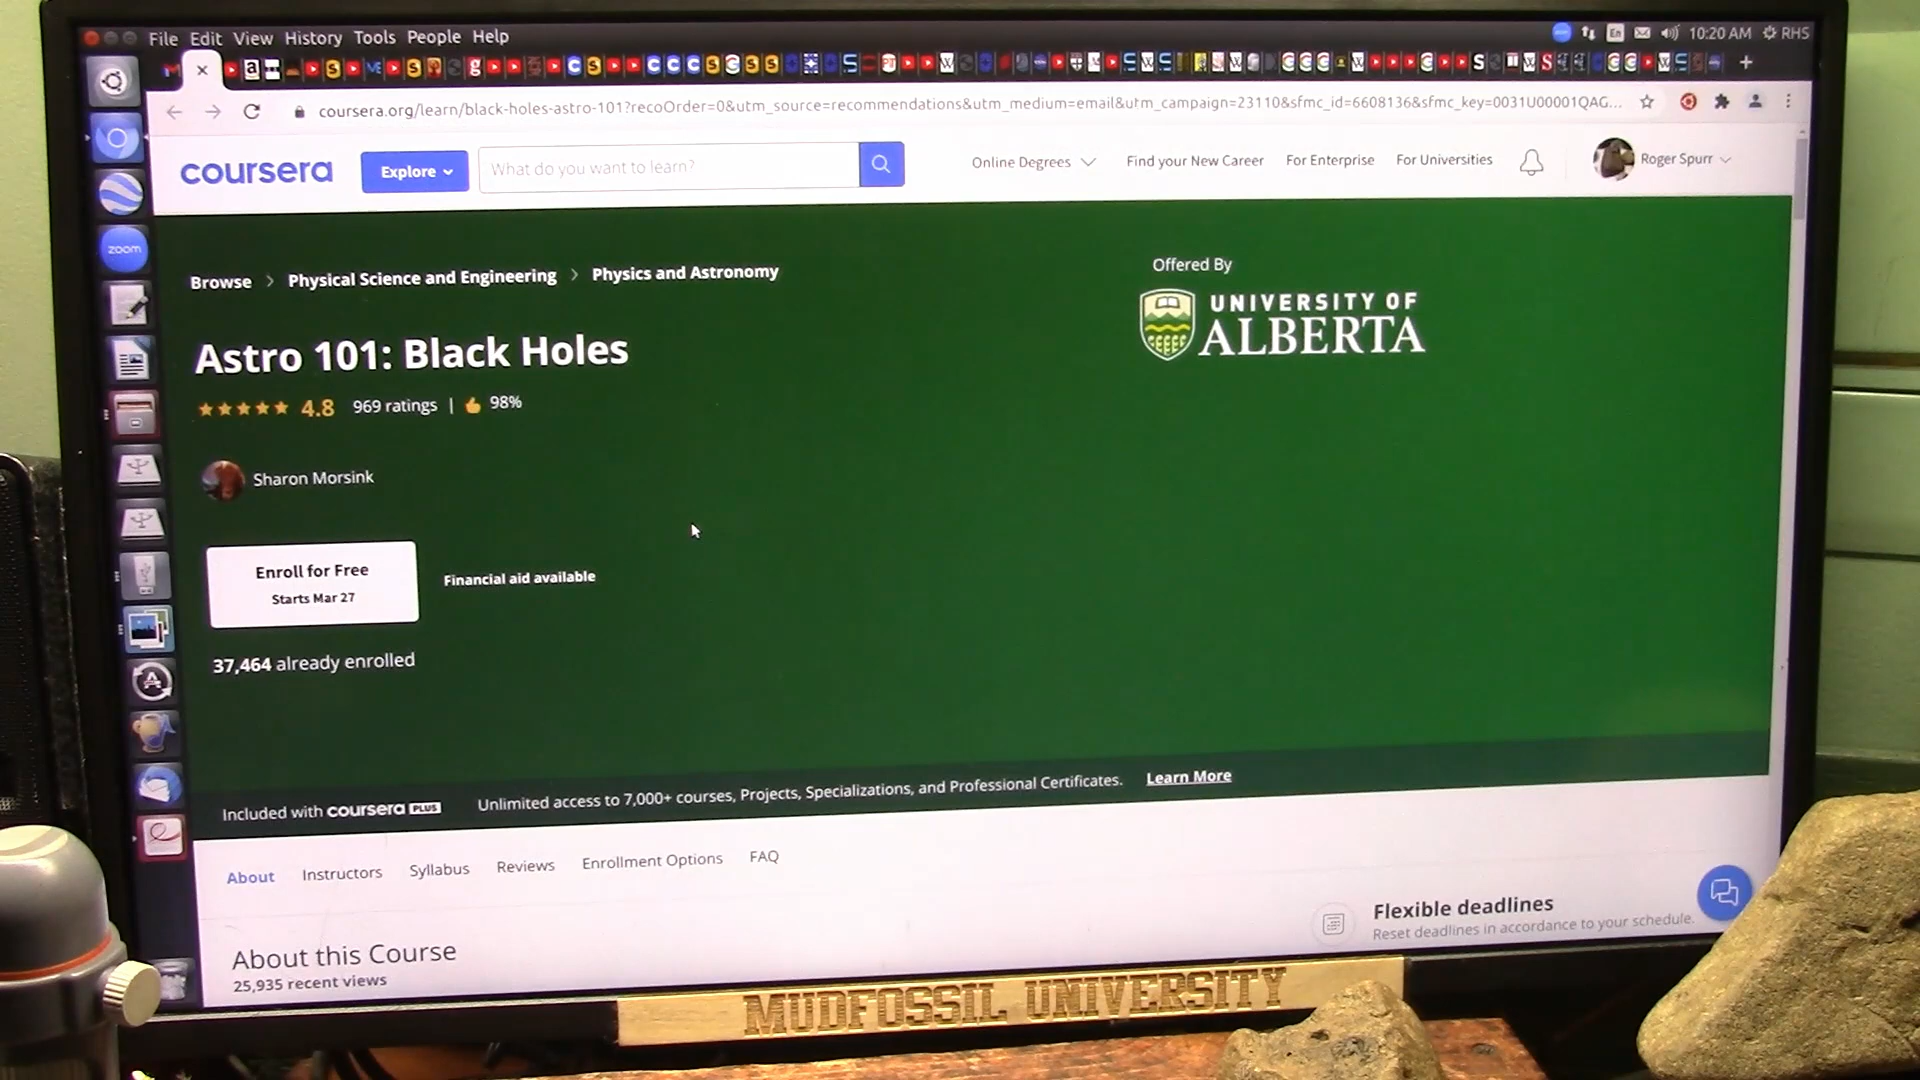 File Edit View History Tools People Help
En 10:20 AM RHS
coursera.org/learn/black-holes-astro-101?recoOrder=0&utm_source=recommendations&utm_medium=email&utm_campaign=23110&sfmc_id=6608136&sfmc_key=0031U00001QAG...
coursera Explore What do you want to learn? Online Degrees Find your New Career For Enterprise For Universities Roger Spurr
zoom
Browse > Physical Science and Engineering > Physics and Astronomy
Offered By
UNIVERSITY OF
ALBERTA
Astro 101: Black Holes
4.8 969 ratings | 98%
Sharon Morsink
Enroll for Free
Starts Mar 27
Financial aid available
37,464 already enrolled
Included with coursera PLUS Unlimited access to 7,000+ courses, Projects, Specializations, and Professional Certificates. Learn More
About Instructors Syllabus Reviews Enrollment Options FAQ
Flexible deadlines
Reset deadlines in accordance to your schedule.
About this Course
25,935 recent views
MUDFOSSIL UNIVERSITY